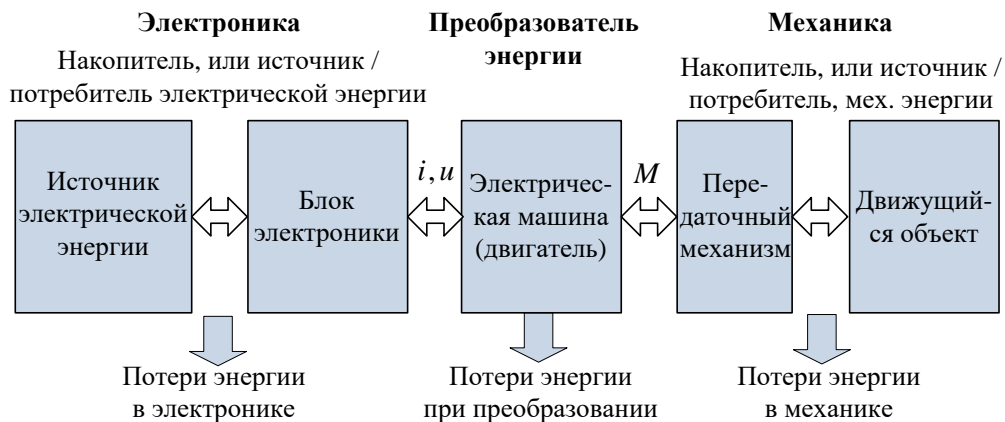 Электроника
Преобразователь
энергии
Механика
Накопитель, или источник /
потребитель электрической энергии
Накопитель, или источник /
потребитель, мех. энергии
Источник
электрической
энергии
Блок
электроники
i,u
Электричес-
кая машина
(двигатель)
M
Пере-
даточный
механизм
Движущий-
ся объект
Потери энергии
в электронике
Потери энергии
при преобразовании
Потери энергии
в механике